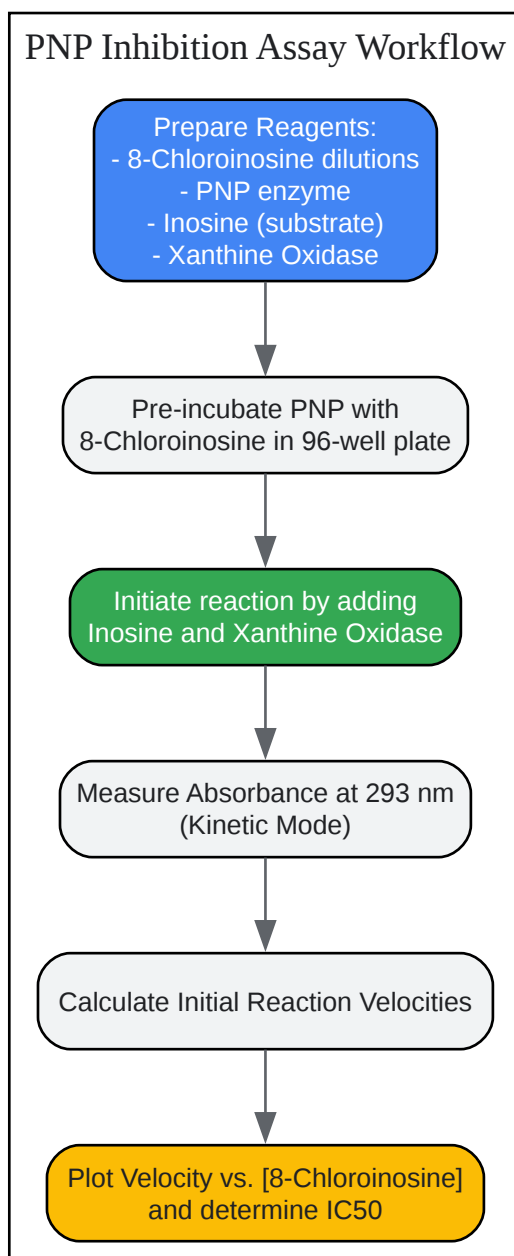 PNP Inhibition Assay Workflow
Prepare Reagents:
- 8-Chloroinosine dilutions
- PNP enzyme
- Inosine (substrate)
- Xanthine Oxidase
Pre-incubate PNP with
8-Chloroinosine in 96-well plate
Initiate reaction by adding
Inosine and Xanthine Oxidase
Measure Absorbance at 293 nm
(Kinetic Mode)
Calculate Initial Reaction Velocities
Plot Velocity vs. [8-Chloroinosine]
and determine IC50